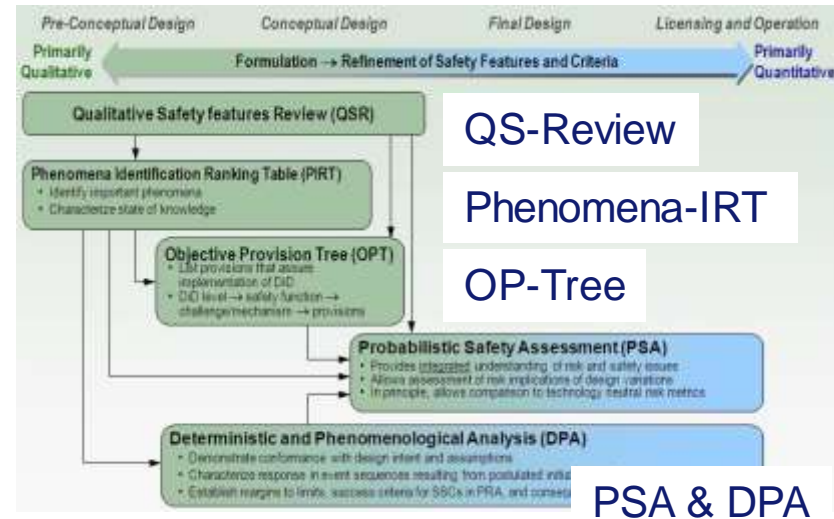 Pre-Conceptual Design Conceptual Design Final Design Licensing and Operation
Primarily Qualitative
Formulation → Refinement of Safety Features and Criteria
Primarily Quantitative
Qualitative Safety features Review (QSR)
QS-Review
Phenomena Identification Ranking Table (PIRT)
• Identify important phenomena
• Characterize state of knowledge
Phenomena-IRT
Objective Provision Tree (OPT)
• List provisions that assure
implementation of DiD
• DiD level → safety function →
challenge/mechanism → provisions
OP-Tree
Probabilistic Safety Assessment (PSA)
• Provides integrated understanding of risk and safety issues
• Allows assessment of risk implications of design variations
• In principle, allows comparison to technology neutral risk metrics
Deterministic and Phenomenological Analysis (DPA)
• Demonstrate conformance with design intent and assumptions
• Characterize response in event sequences resulting from postulated
• Establish margins to limits, success criteria for SSCs in PRA, and
PSA & DPA